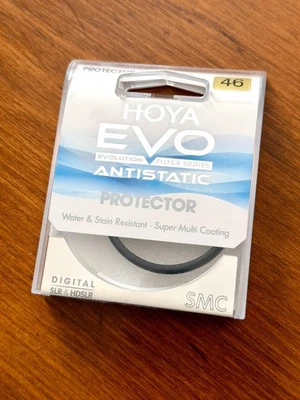 PROTECTOR
46
HOYA
EVO
EVOLUTION FILTER SERIES
ANTISTATIC
PROTECTOR
Water & Stain Resistant - Super Multi Coating
DIGITAL
SLR & HDSLR
SMC